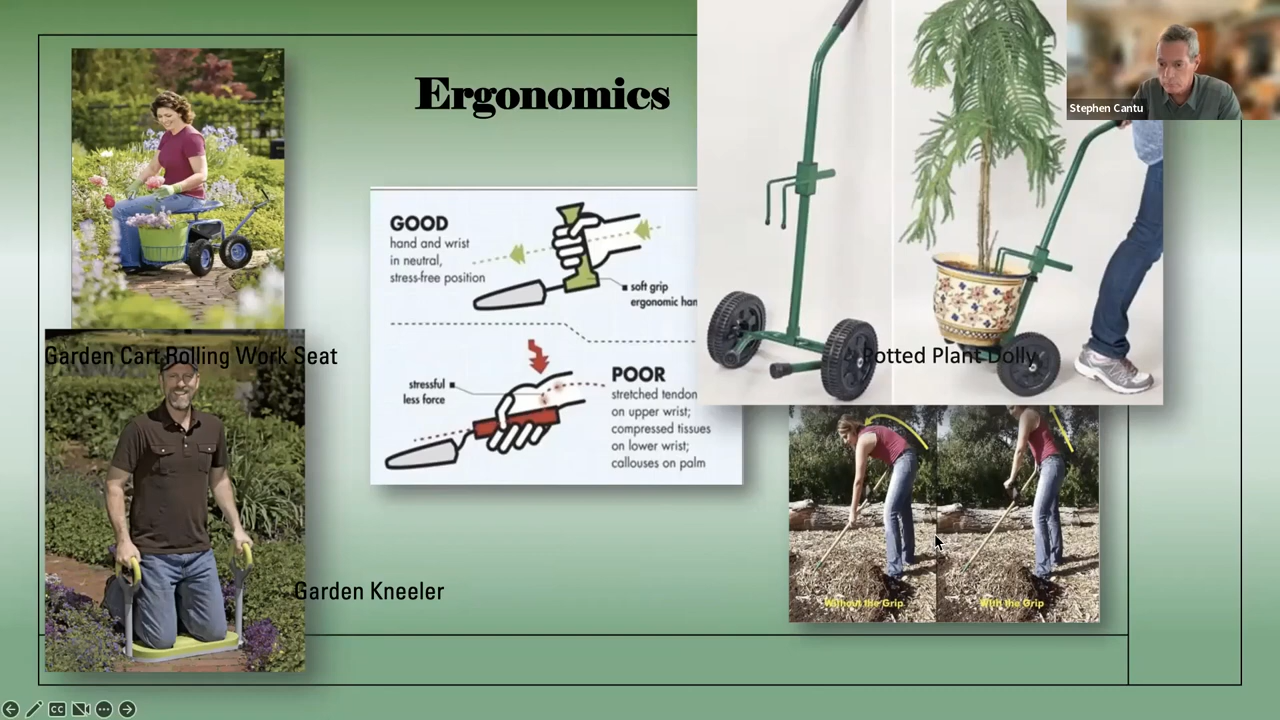 Ergonomics
Stephen Cantu
GOOD
hand and wrist
in neutral,
stress-free position
soft grip
ergonomic han
stressful
less force
POOR
stretched tendon
on upper wrist;
compressed tissues
on lower wrist;
callouses on palm
Garden Cart Rolling Work Seat
Potted Plant Dolly
Garden Kneeler
Without the Grip
With the Grip
CC